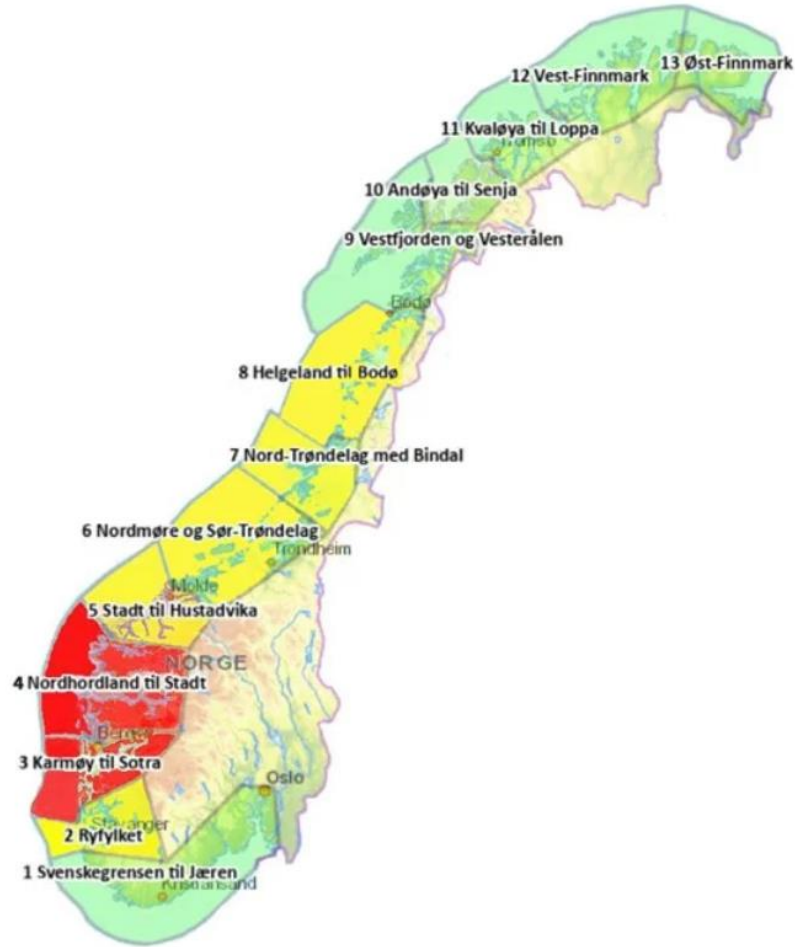 13 Øst-Finnmark
12 Vest-Finnmark
11 Kvaløya til Loppa
Tromsø
10 Andøya til Senja
9 Vestfjorden og Vesterålen
Bodø
8 Helgeland til Bodø
7 Nord-Trøndelag med Bindal
6 Nordmøre og Sør-Trøndelag
Trondheim
Molde
5 Stadt til Hustadvika
NORGE
4 Nordhordland til Stadt
Bergen
3 Karmøy til Sotra
Oslo
Stavanger
2 Ryfylket
1 Svenskegrensen til Jæren
Kristiansand